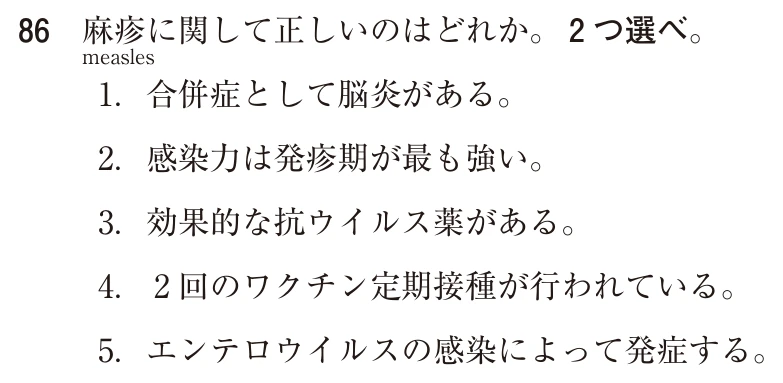 86 麻疹に関して正しいのはどれか。2つ選べ。
measles
1. 合併症として脳炎がある。
2. 感染力は発疹期が最も強い。
3. 効果的な抗ウイルス薬がある。
4. 2回のワクチン定期接種が行われている。
5. エンテロウイルスの感染によって発症する。